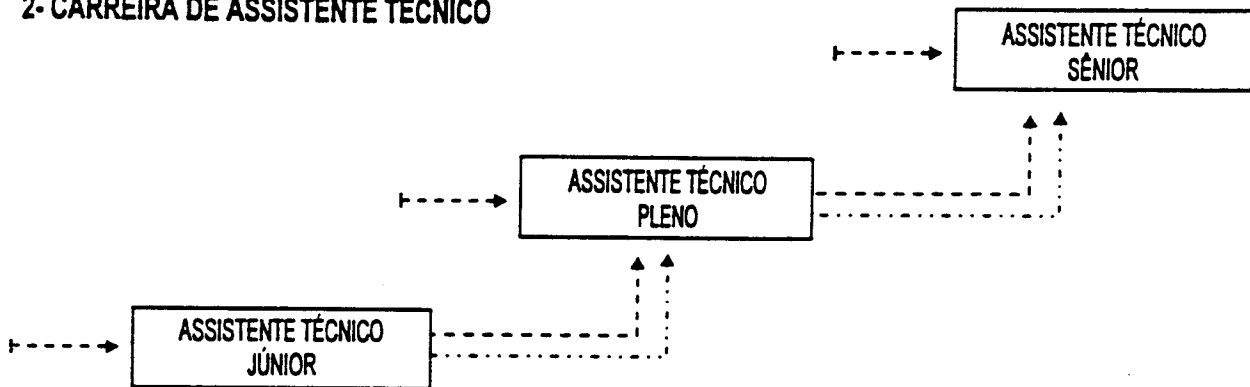 2- CARREIRA DE ASSISTENTE TÉCNICO
ASSISTENTE TÉCNICO
SÊNIOR
ASSISTENTE TÉCNICO
PLENO
ASSISTENTE TÉCNICO
JÚNIOR